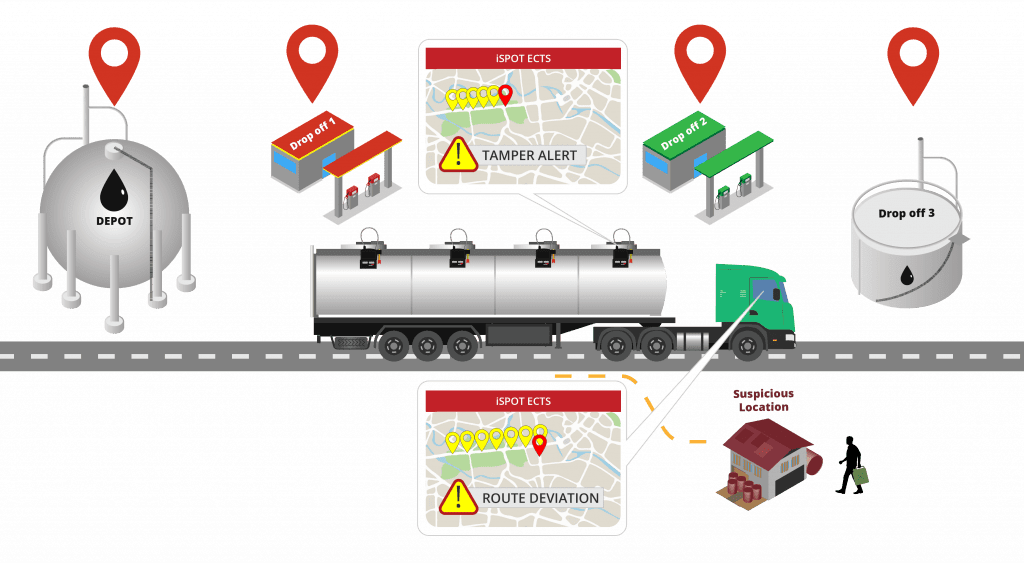 iSPOT ECTS
TAMPER ALERT
Drop off 1
Drop off 2
Drop off 3
DEPOT
iSPOT ECTS
ROUTE DEVIATION
Suspicious
Location